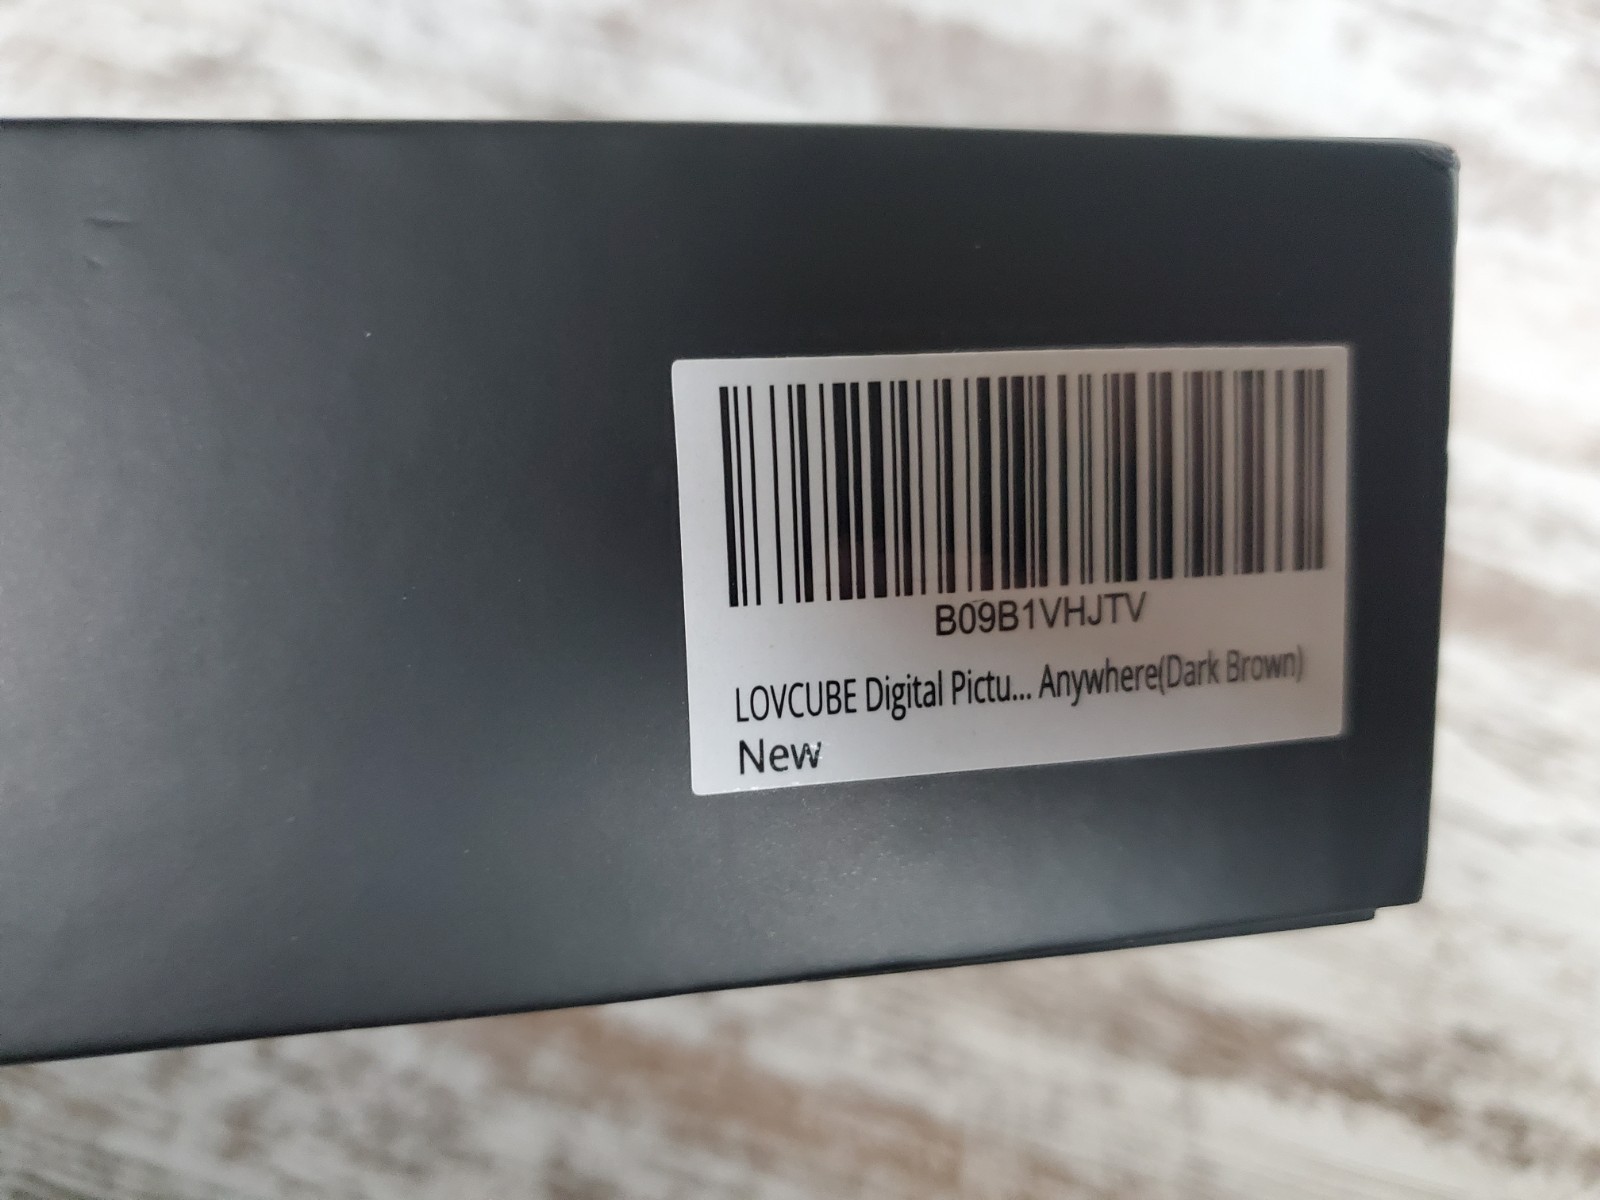 B09B1VHJTV
LOVCUBE Digital Pictu... Anywhere(Dark Brown)
New